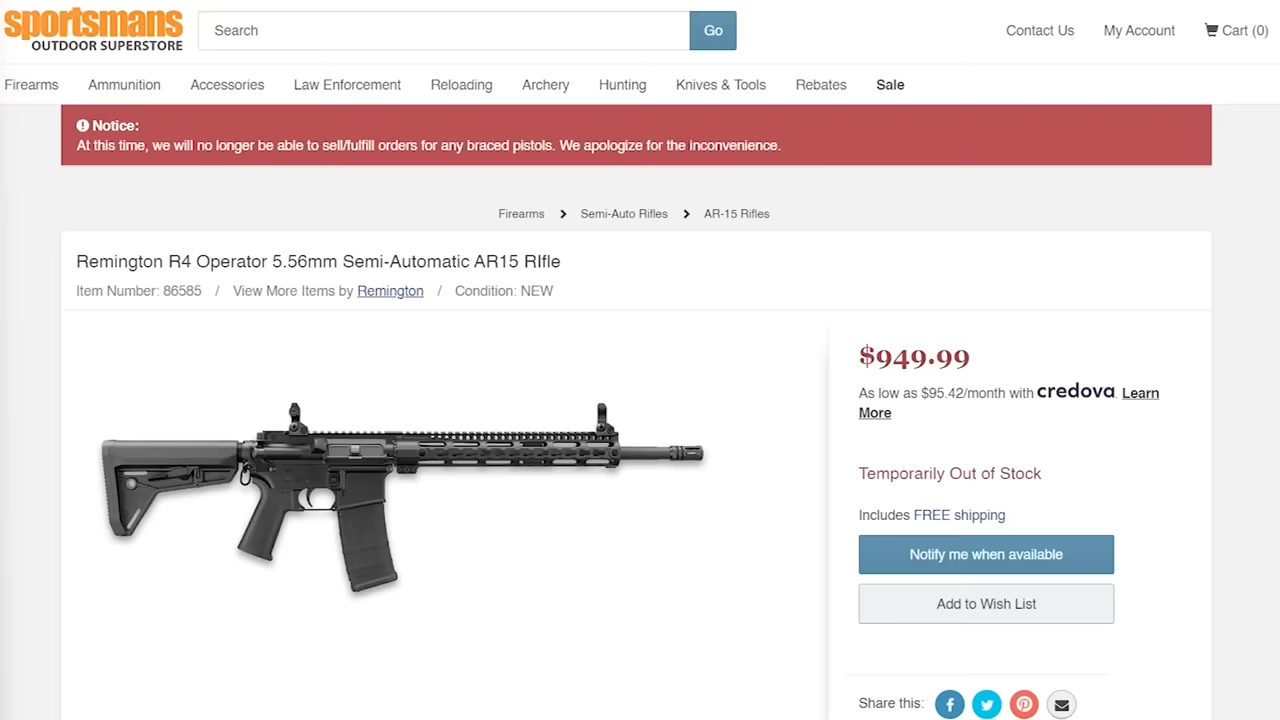 sportsmans
OUTDOOR SUPERSTORE
Search
Go
Contact Us
My Account
Cart (0)
Firearms
Ammunition
Accessories
Law Enforcement
Reloading
Archery
Hunting
Knives & Tools
Rebates
Sale
Notice:
At this time, we will no longer be able to sell/fulfill orders for any braced pistols. We apologize for the inconvenience.
Firearms > Semi-Auto Rifles > AR-15 Rifles
Remington R4 Operator 5.56mm Semi-Automatic AR15 RIfle
Item Number: 86585 / View More Items by Remington / Condition: NEW
$949.99
As low as $95.42/month with credova. Learn
More
Temporarily Out of Stock
Includes FREE shipping
Notify me when available
Add to Wish List
Share this: